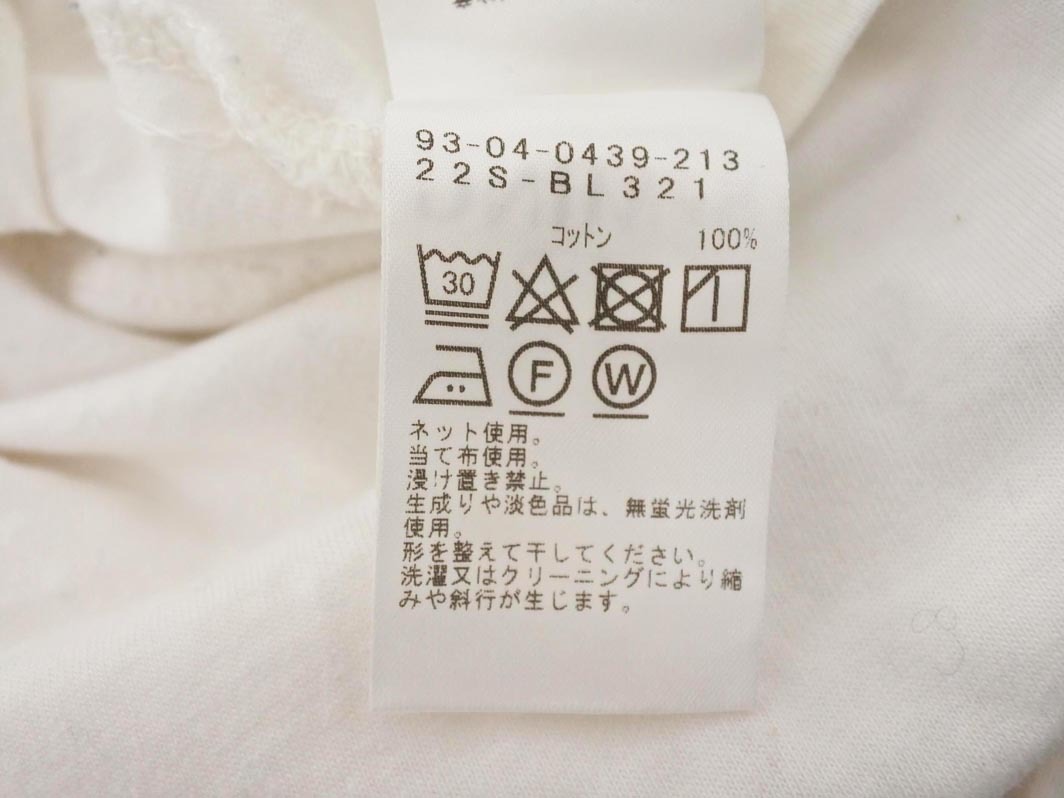 93-04-0439-213
22S-BL321
コットン 100%
30
F W
ネット使用。
当て布使用。
浸け置き禁止。
生成りや淡色品は、無蛍光洗剤
使用。
形を整えて干してください。
洗濯又はクリーニングにより縮
みや斜行が生じます。